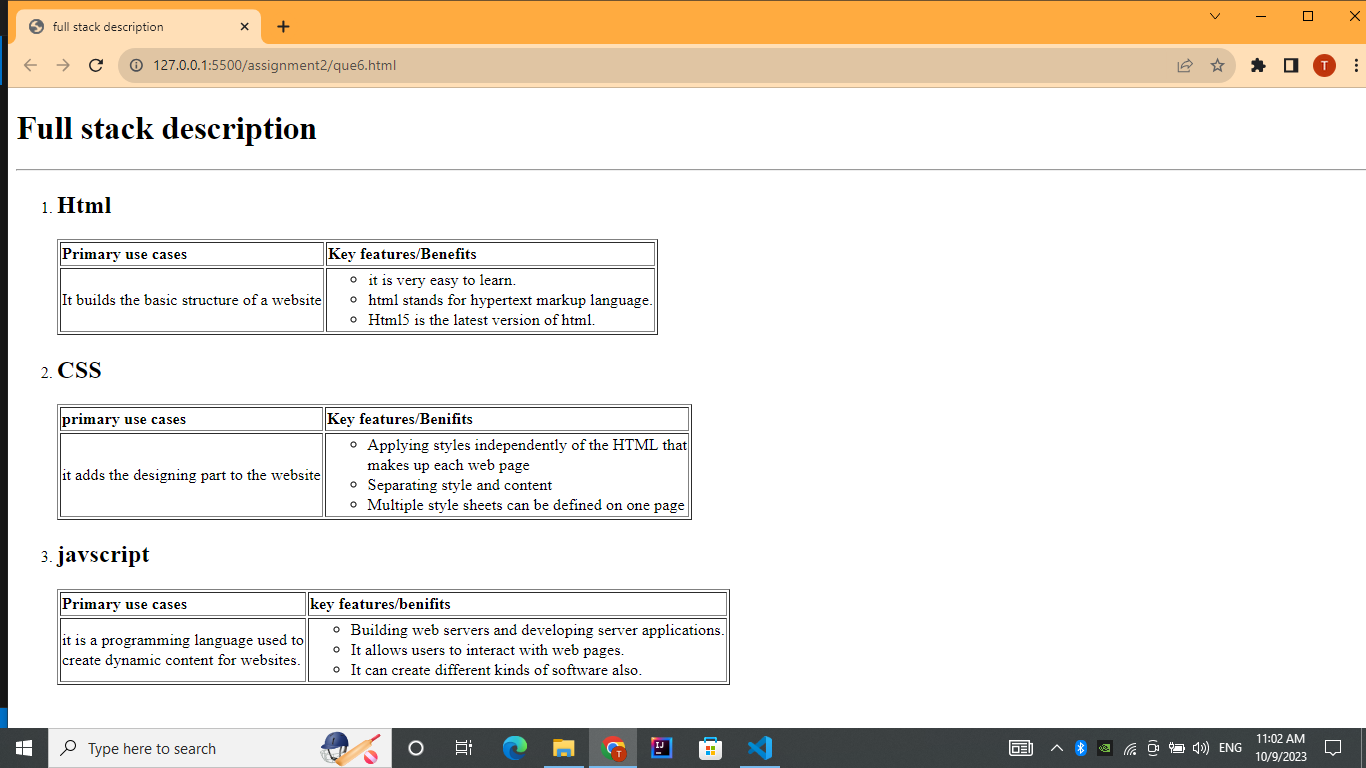 full stack description
127.0.0.1:5500/assignment2/que6.html
T
Full stack description
1. Html
Primary use cases Key features/Benefits
It builds the basic structure of a website
it is very easy to learn.
html stands for hypertext markup language.
Html5 is the latest version of html.
2. CSS
primary use cases Key features/Benifits
it adds the designing part to the website
Applying styles independently of the HTML that
makes up each web page
Separating style and content
Multiple style sheets can be defined on one page
3. javscript
Primary use cases key features/benifits
it is a programming language used to
create dynamic content for websites.
Building web servers and developing server applications.
It allows users to interact with web pages.
It can create different kinds of software also.
Type here to search
T
IJ
ENG
11:02 AM
10/9/2023